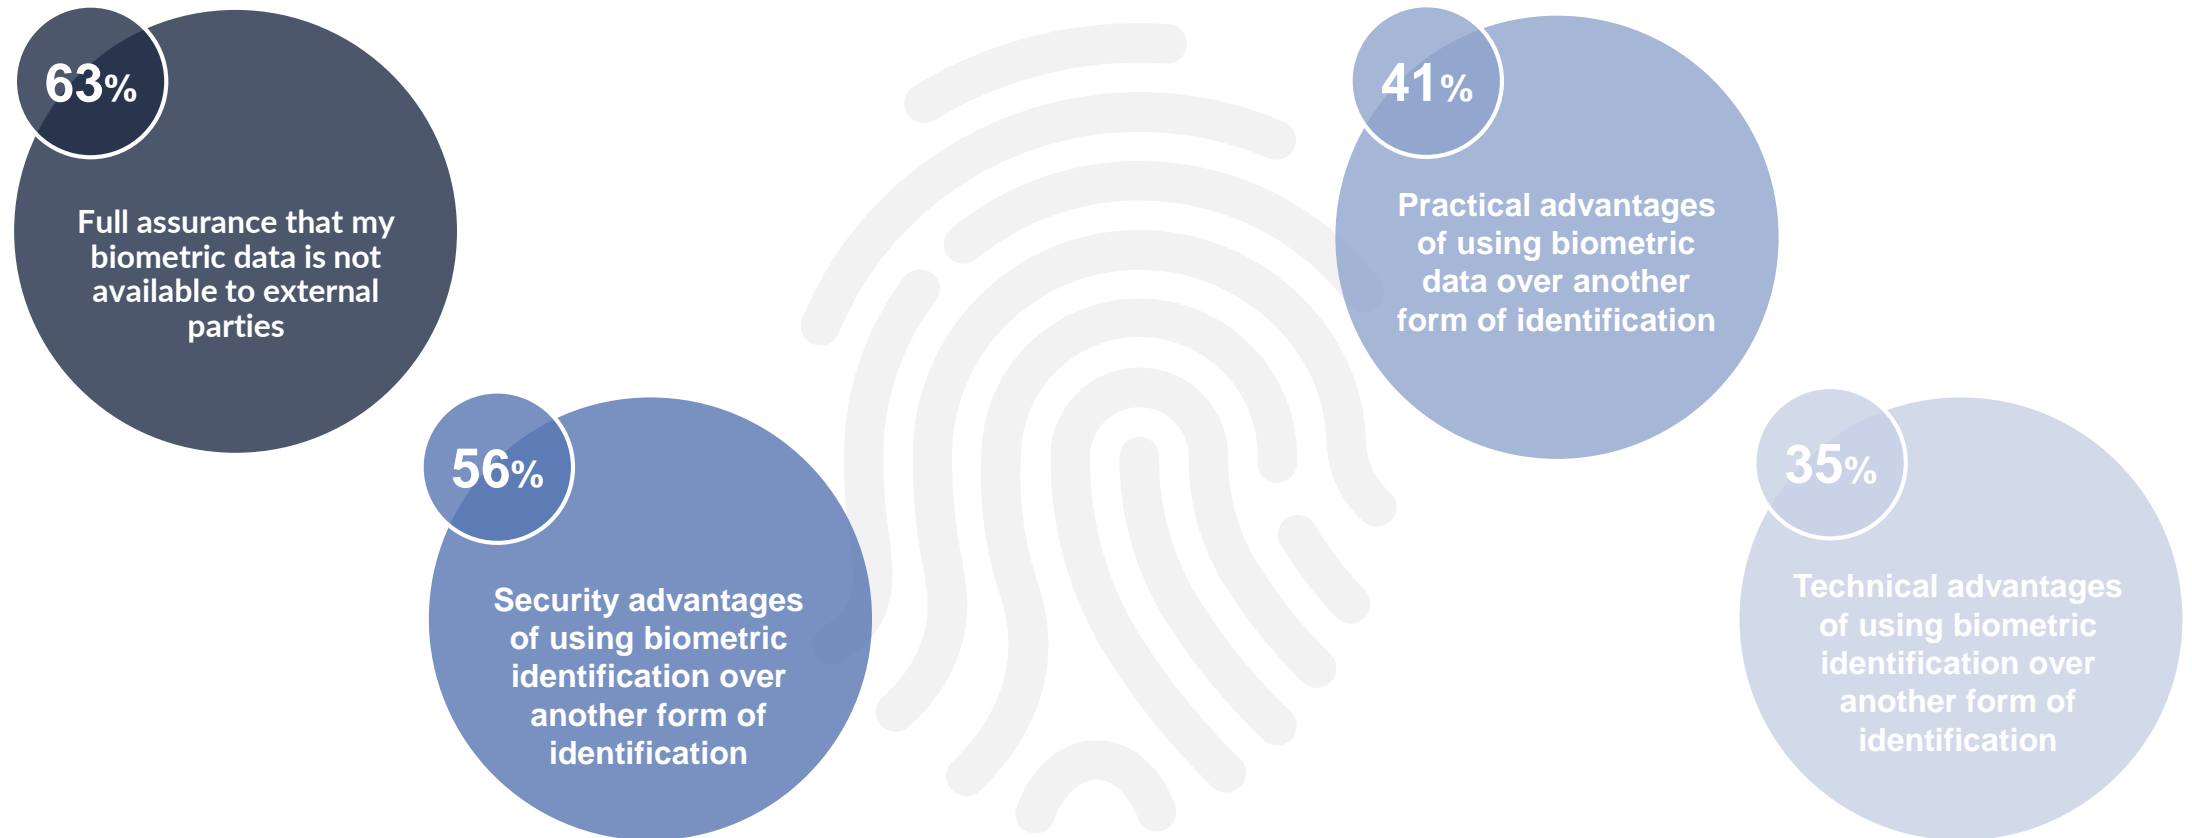 63%
Full assurance that my
biometric data is not
available to external
parties
56%
Security advantages
of using biometric
identification over
another form of
identification
41%
Practical advantages
of using biometric
data over another
form of identification
35%
Technical advantages
of using biometric
identification over
another form of
identification